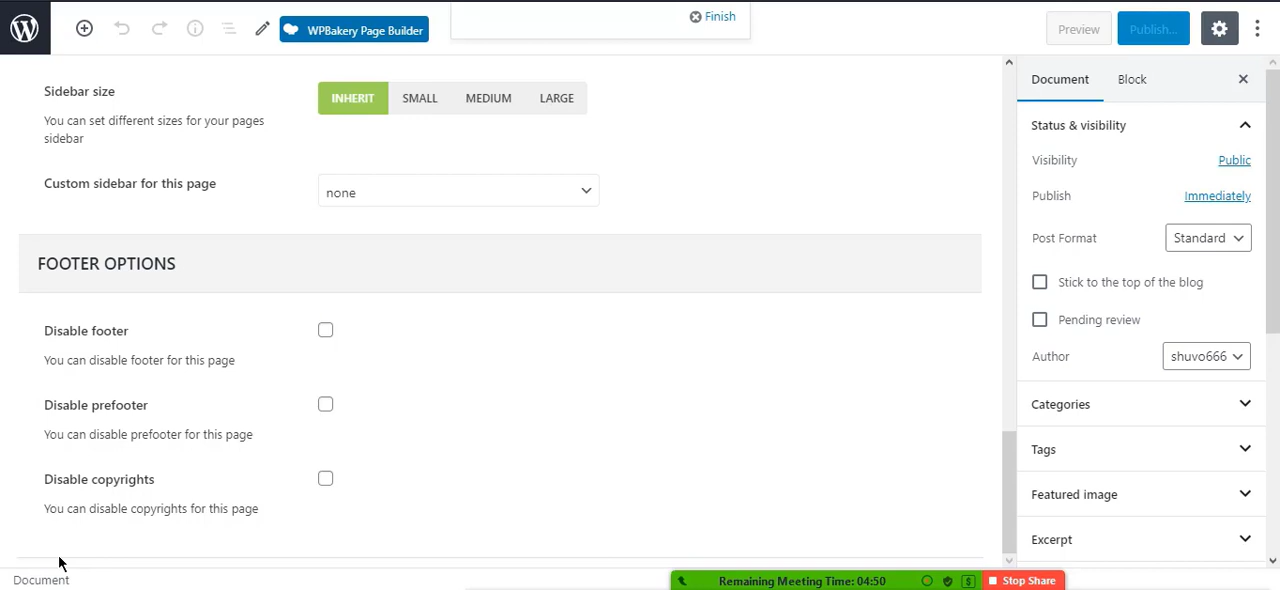 WPBakery Page Builder
Finish
Preview
Publish...
Sidebar size
You can set different sizes for your pages
sidebar
INHERIT
SMALL
MEDIUM
LARGE
Custom sidebar for this page
none
FOOTER OPTIONS
Disable footer
You can disable footer for this page
Disable prefooter
You can disable prefooter for this page
Disable copyrights
You can disable copyrights for this page
Document
Document
Block
Status & visibility
Visibility
Public
Publish
Immediately
Post Format
Standard
Stick to the top of the blog
Pending review
Author
shuvo666
Categories
Tags
Featured image
Excerpt
Remaining Meeting Time: 04:50
Stop Share